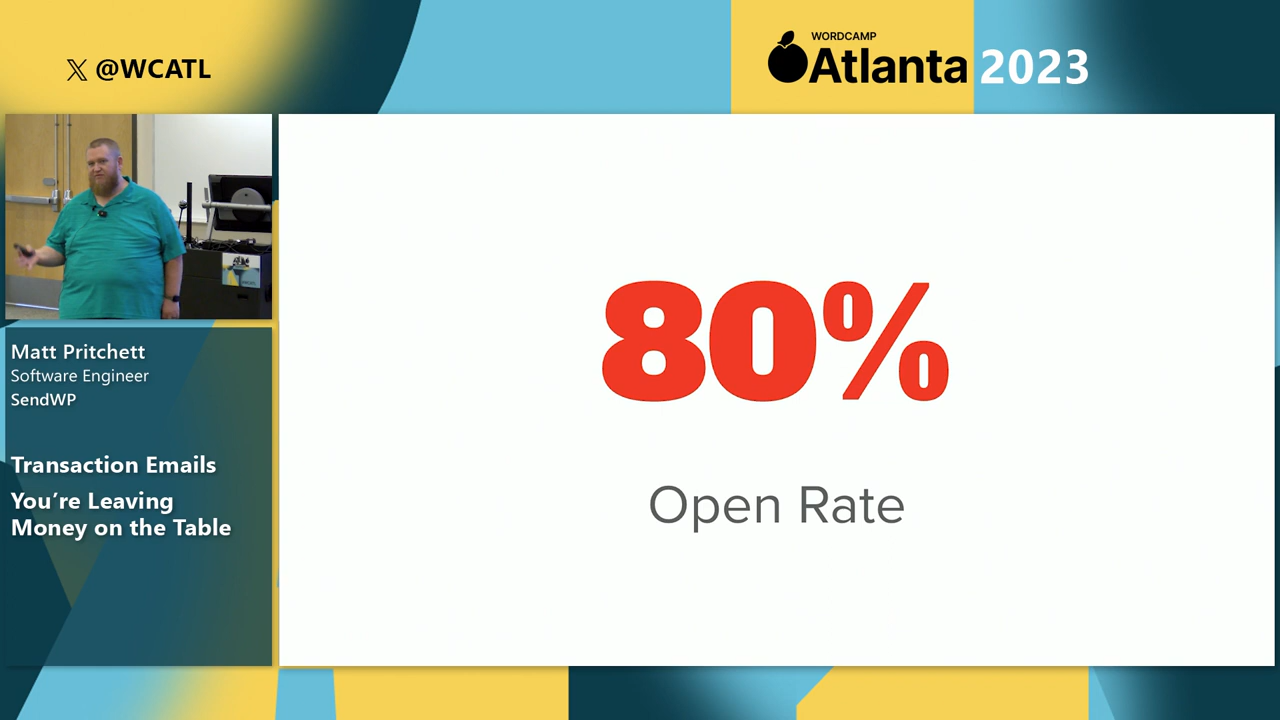 𝕏 @WCATL
WORDCAMP
Atlanta 2023
Matt Pritchett
Software Engineer
SendWP
Transaction Emails
You’re Leaving
Money on the Table
80%
Open Rate